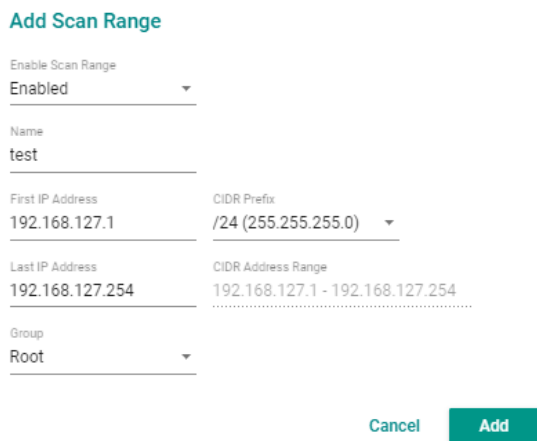 Add Scan Range
Enable Scan Range
Enabled
Name
test
First IP Address
CIDR Prefix
192.168.127.1
/24 (255.255.255.0)
Last IP Address
CIDR Address Range
192.168.127.254
192.168.127.1 - 192.168.127.254
Group
Root
Cancel
Add